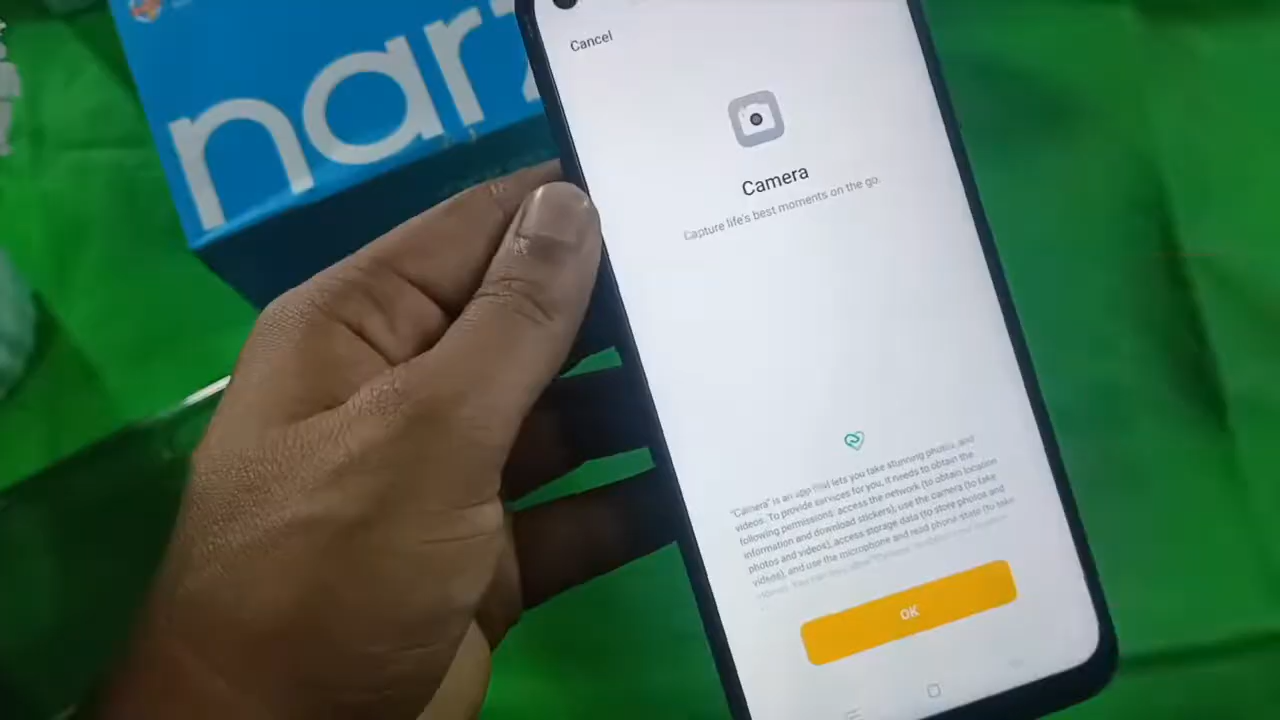 narz
Cancel
Camera
Capture life's best moments on the go.
"Camera" is an app that lets you take stunning photos and
videos. To provide services for you, it needs to obtain the
following permissions: access the network (to obtain location
information and download stickers), use the camera (to take
photos and videos), access storage data (to store photos and
videos), and use the microphone and read phone state (to take
OK